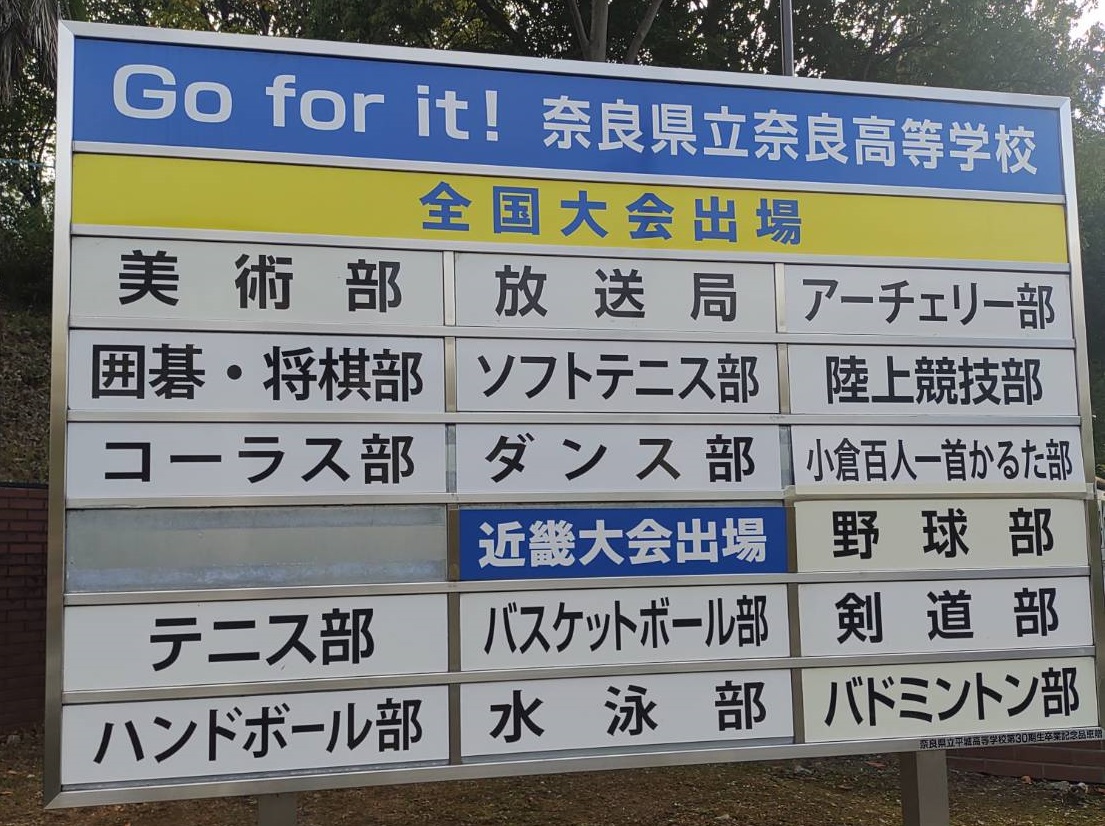 Go for it! 奈良県立奈良高等学校
全国大会出場
美術部 放送局 アーチェリー部
囲碁・将棋部 ソフトテニス部 陸上競技部
コーラス部 ダンス部 小倉百人一首かるた部
近畿大会出場 野球部
テニス部 バスケットボール部 剣道部
ハンドボール部 水泳部 バドミントン部
奈良県立平城高等学校第30期生卒業記念品寄贈